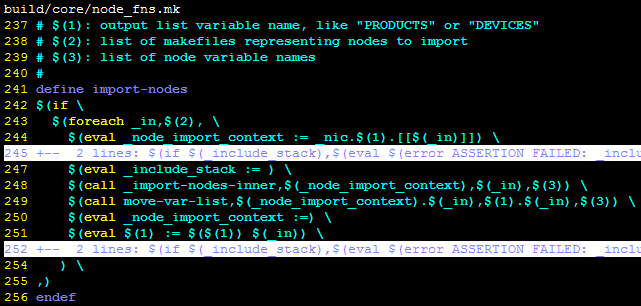 build/core/node_fns.mk
237 # $(1): output list variable name, like "PRODUCTS" or "DEVICES"
238 # $(2): list of makefiles representing nodes to import
239 # $(3): list of node variable names
240 #
241 define import-nodes
242 $(if \
243   $(foreach _in,$(2), \
244     $(eval _node_import_context := _nic.$(1).[[$(_in)]]) \
245 +--  2 lines: $(if $(_include_stack),$(eval $(error ASSERTION FAILED: _inclu
247     $(eval _include_stack := ) \
248     $(call _import-nodes-inner,$(_node_import_context),$(_in),$(3)) \
249     $(call move-var-list,$(_node_import_context).$(_in),$(1).$(_in),$(3)) \
250     $(eval _node_import_context :=) \
251     $(eval $(1) := $($(1)) $(_in)) \
252 +--  2 lines: $(if $(_include_stack),$(eval $(error ASSERTION FAILED: _inclu
254    ) \
255 ,)
256 endef